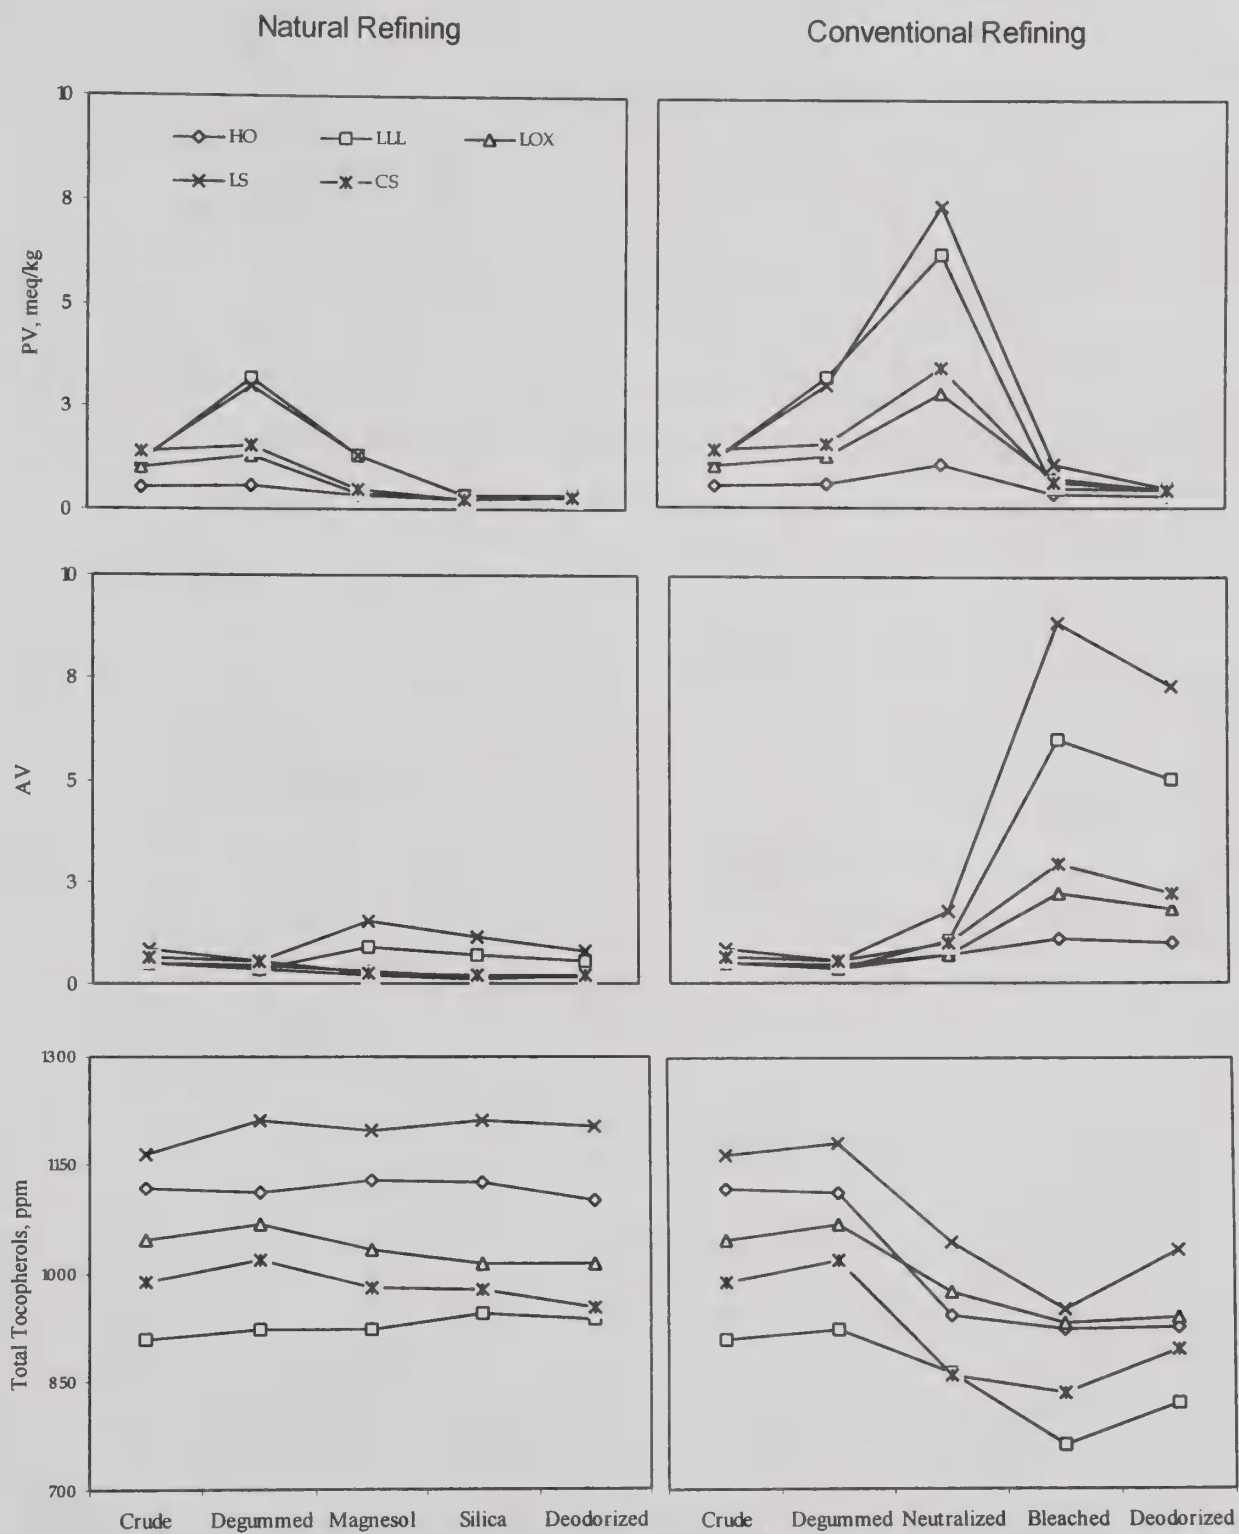 Natural Refining Conventional Refining
10
HO LLL LOX
LS CS
8
PV, meq/kg
5
3
0
10
8
AV
5
3
0
1300
1150
Total Tocopherols, ppm
1000
850
700
Crude Degummed Magnesol Silica Deodorized Crude Degummed Neutralized Bleached Deodorized